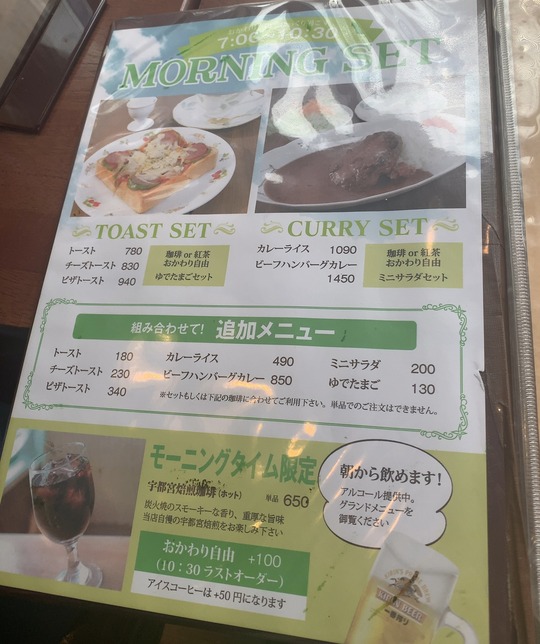 7:00～10:30
MORNING SET
TOAST SET
トースト 780
チーズトースト 830
ピザトースト 940
珈琲 or 紅茶
おかわり自由
ゆでたまごセット
CURRY SET
カレーライス 1090
ビーフハンバーグカレー
1450
珈琲 or 紅茶
おかわり自由
ミニサラダセット
組み合わせて! 追加メニュー
トースト 180
チーズトースト 230
ピザトースト 340
カレーライス 490
ビーフハンバーグカレー 850
ミニサラダ 200
ゆでたまご 130
※セットもしくは下記の珈琲に合わせてご利用下さい。単品でのご注文はできません。
モーニングタイム限定
宇都宮焙煎珈琲(ホット) 単品 650
炭火焼のスモーキーな香り、重厚な旨味
当店自慢の宇都宮焙煎をお楽しみ下さい
おかわり自由 +100
(10:30ラストオーダー)
アイスコーヒーは+50円になります
朝から飲めます!
アルコール提供中。
グランドメニューを
御覧ください
KIRIN BEER
一番搾り